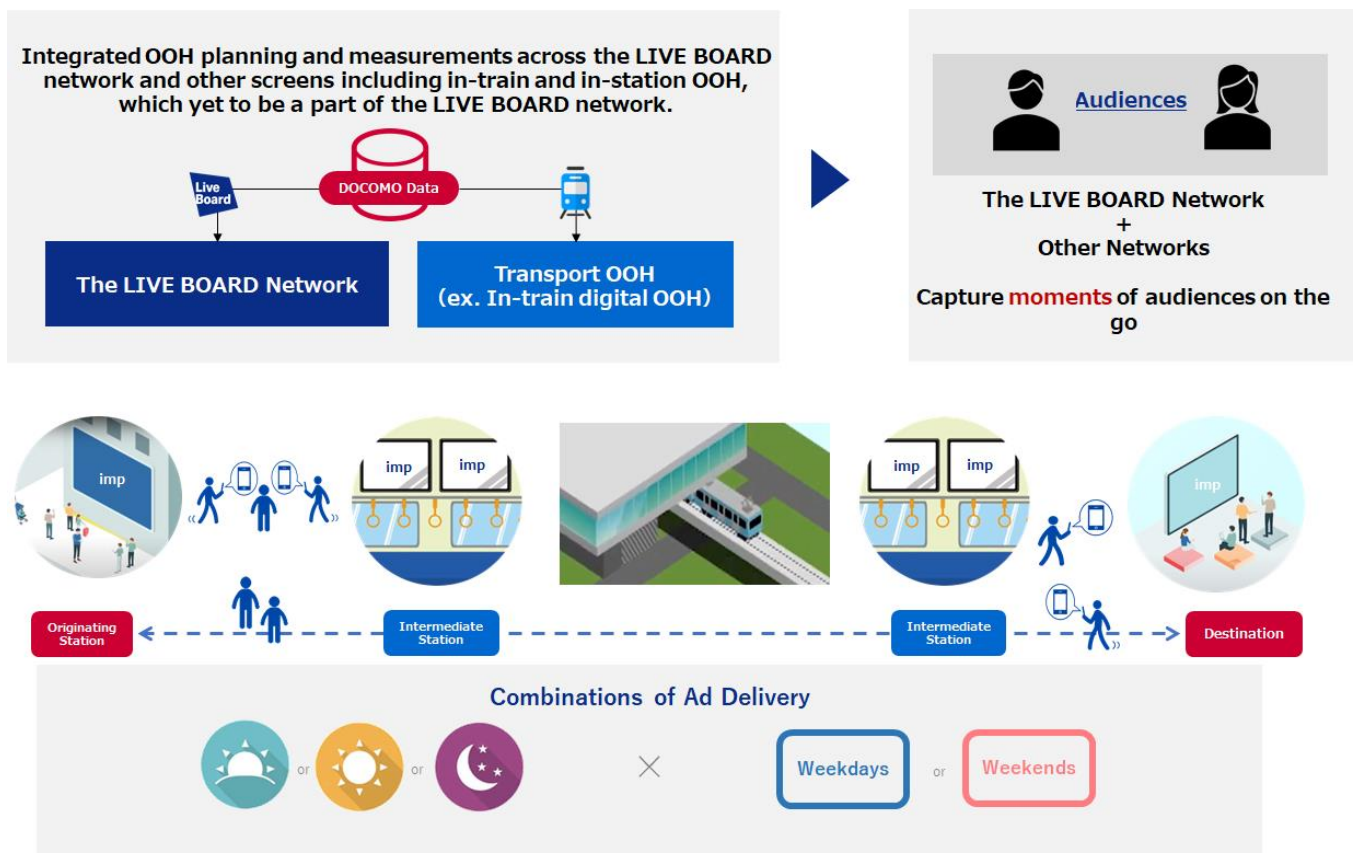 Integrated OOH planning and measurements across the LIVE BOARD
network and other screens including in-train and in-station OOH,
which yet to be a part of the LIVE BOARD network.
Live
Board
DOCOMO Data
The LIVE BOARD Network
Transport OOH
(ex. In-train digital OOH)
Audiences
The LIVE BOARD Network
+
Other Networks
Capture moments of audiences on the
go
imp
imp
imp
imp
imp
imp
Originating
Station
Intermediate
Station
Intermediate
Station
Destination
Combinations of Ad Delivery
or
or
×
Weekdays
or
Weekends